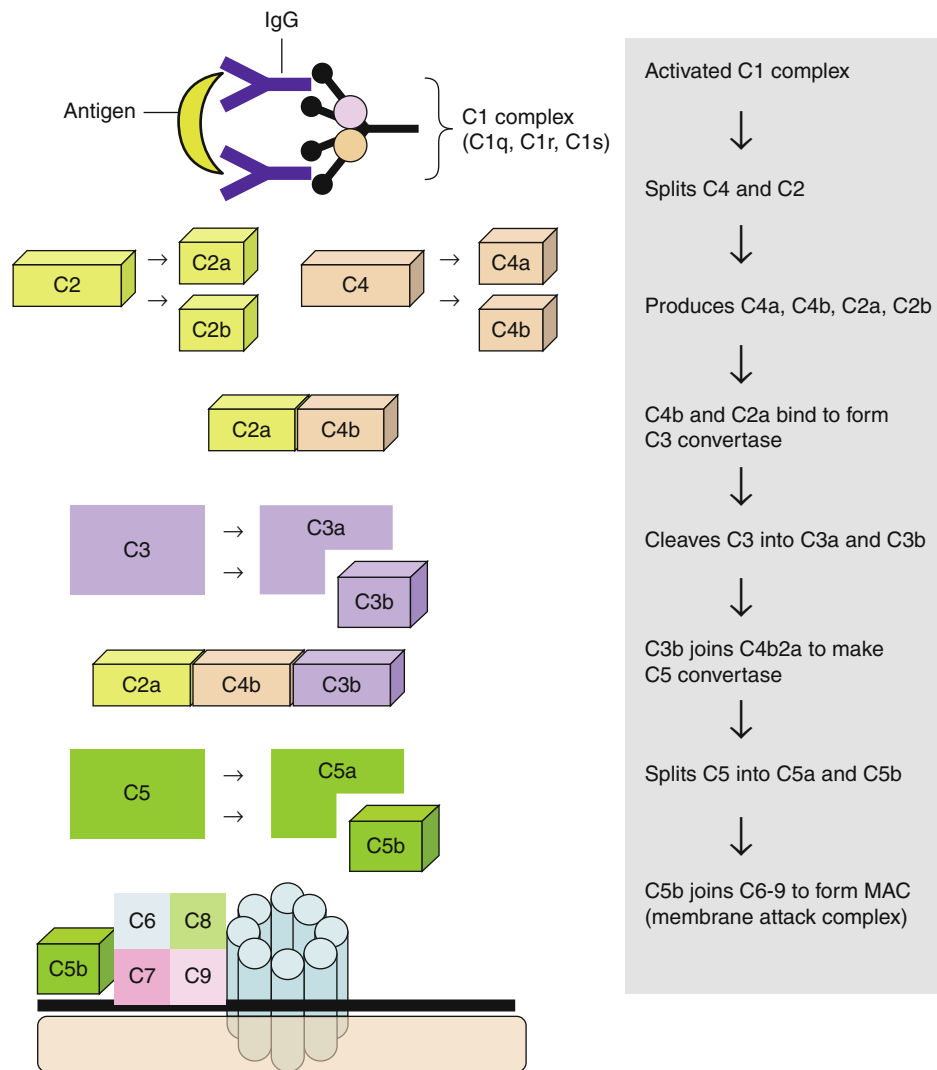 IgG
Antigen
C1 complex
(C1q, C1r, C1s)
C2
C2a
C2b
C4
C4a
C4b
C2a
C4b
C3
C3a
C3b
C2a
C4b
C3b
C5
C5a
C5b
C5b
C6
C8
C7
C9
Activated C1 complex
Splits C4 and C2
Produces C4a, C4b, C2a, C2b
C4b and C2a bind to form
C3 convertase
Cleaves C3 into C3a and C3b
C3b joins C4b2a to make
C5 convertase
Splits C5 into C5a and C5b
C5b joins C6-9 to form MAC
(membrane attack complex)